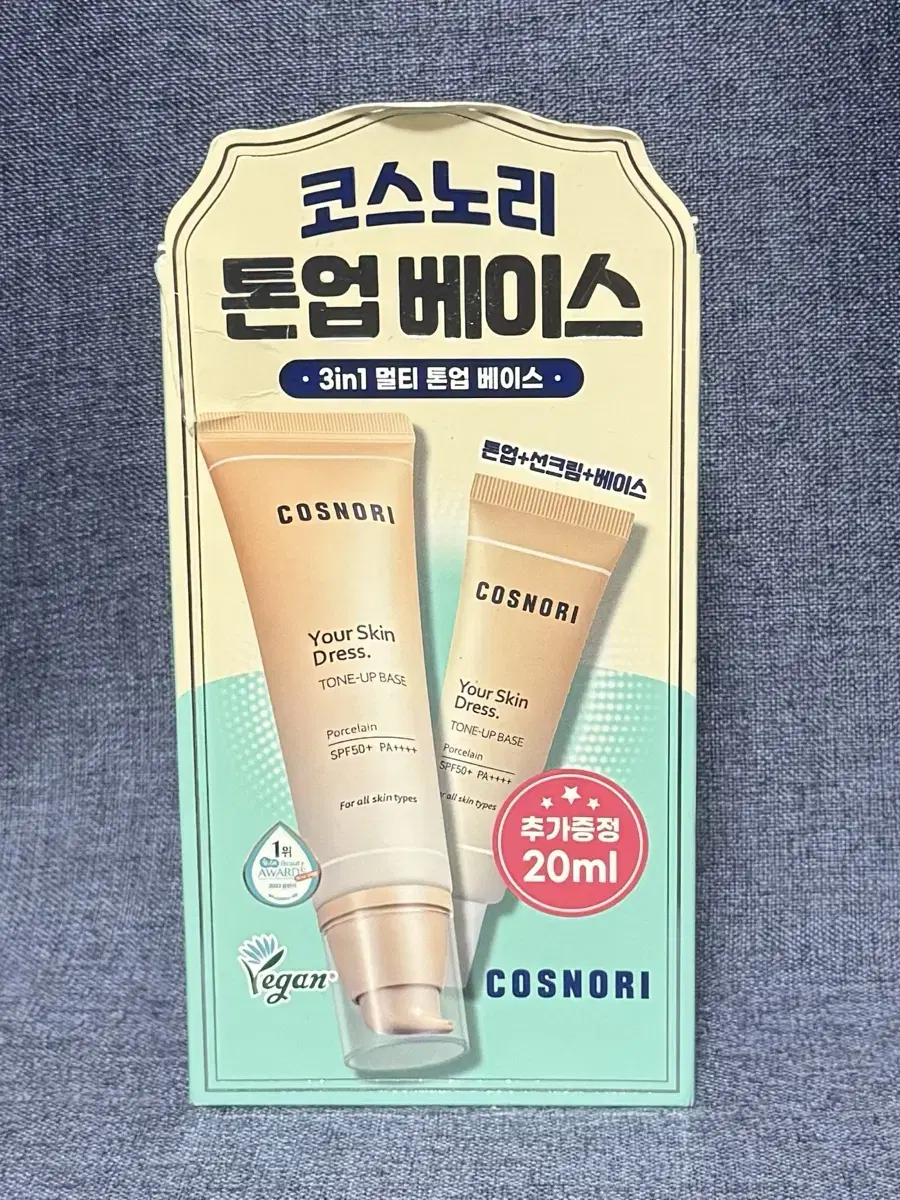 코스노리
톤업 베이스
· 3in1 멀티 톤업 베이스 ·
톤업+선크림+베이스
COSNORI
Your Skin
Dress.
TONE-UP BASE
Porcelain
SPF50+ PA++++
For all skin types
COSNORI
Your Skin
Dress.
TONE-UP BASE
Porcelain
SPF50+ PA++++
all skin types
추가증정
20ml
1위
Beauty
AWARDS
Vegan
COSNORI